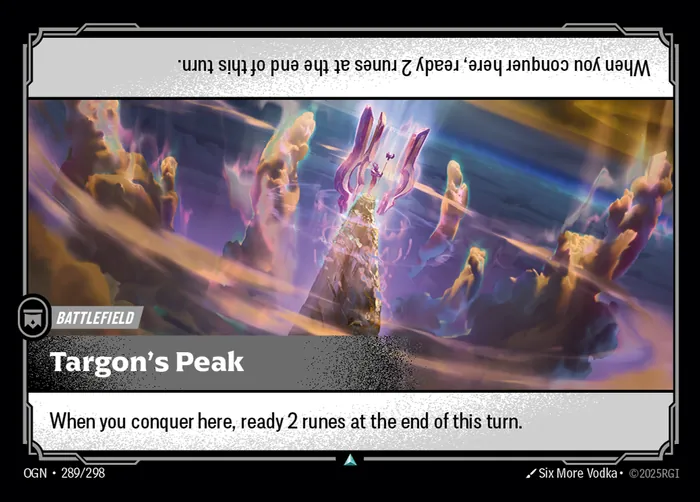 When you conquer here, ready 2 runes at the end of this turn.
BATTLEFIELD
Targon's Peak
When you conquer here, ready 2 runes at the end of this turn.
OGN • 289/298
Six More Vodka • ©2025RGI